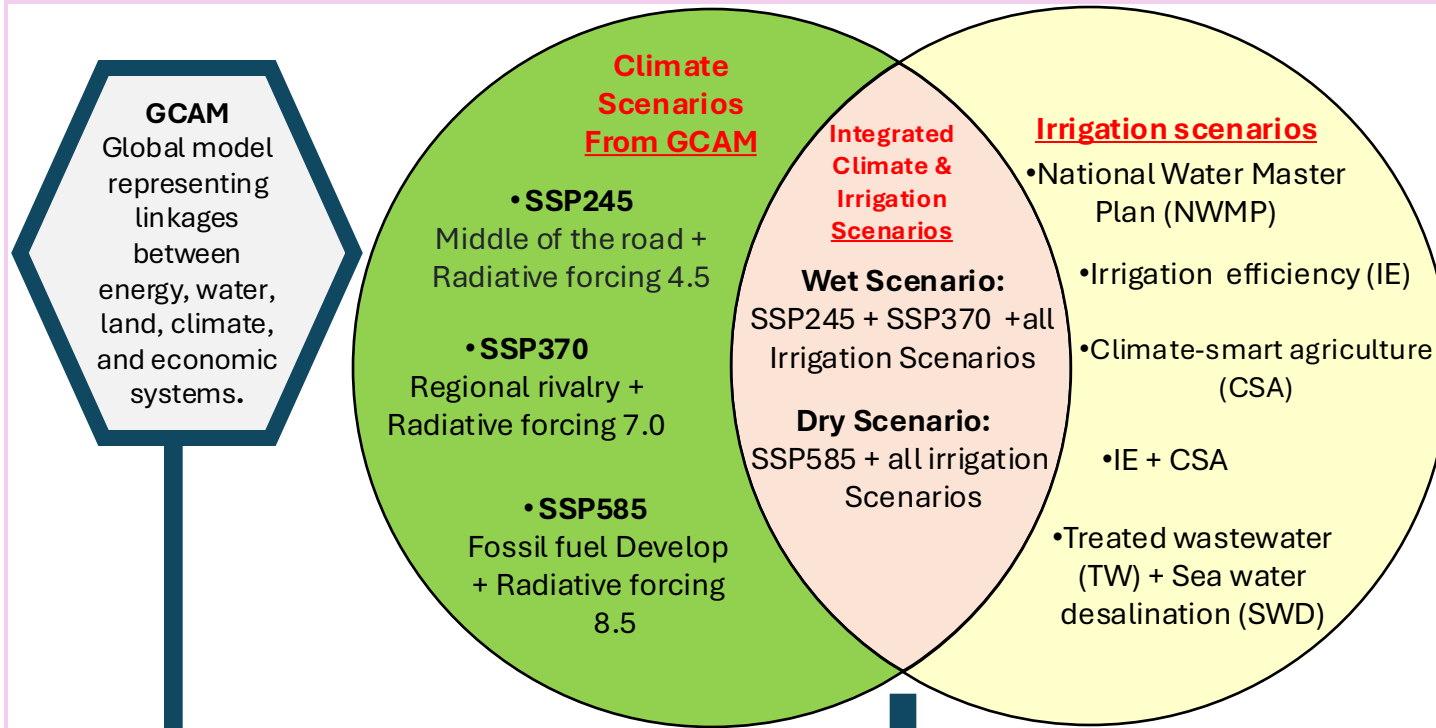 GCAM
Global model
representing
linkages
between
energy, water,
land, climate,
and economic
systems.
Climate
Scenarios
From GCAM
•SSP245
Middle of the road +
Radiative forcing 4.5
•SSP370
Regional rivalry +
Radiative forcing 7.0
•SSP585
Fossil fuel Develop
+ Radiative forcing
8.5
Integrated
Climate &
Irrigation
Scenarios
Wet Scenario:
SSP245 + SSP370 +all
Irrigation Scenarios
Dry Scenario:
SSP585 + all irrigation
Scenarios
Irrigation scenarios
•National Water Master
Plan (NWMP)
•Irrigation efficiency (IE)
•Climate-smart agriculture
(CSA)
•IE + CSA
•Treated wastewater
(TW) + Sea water
desalination (SWD)